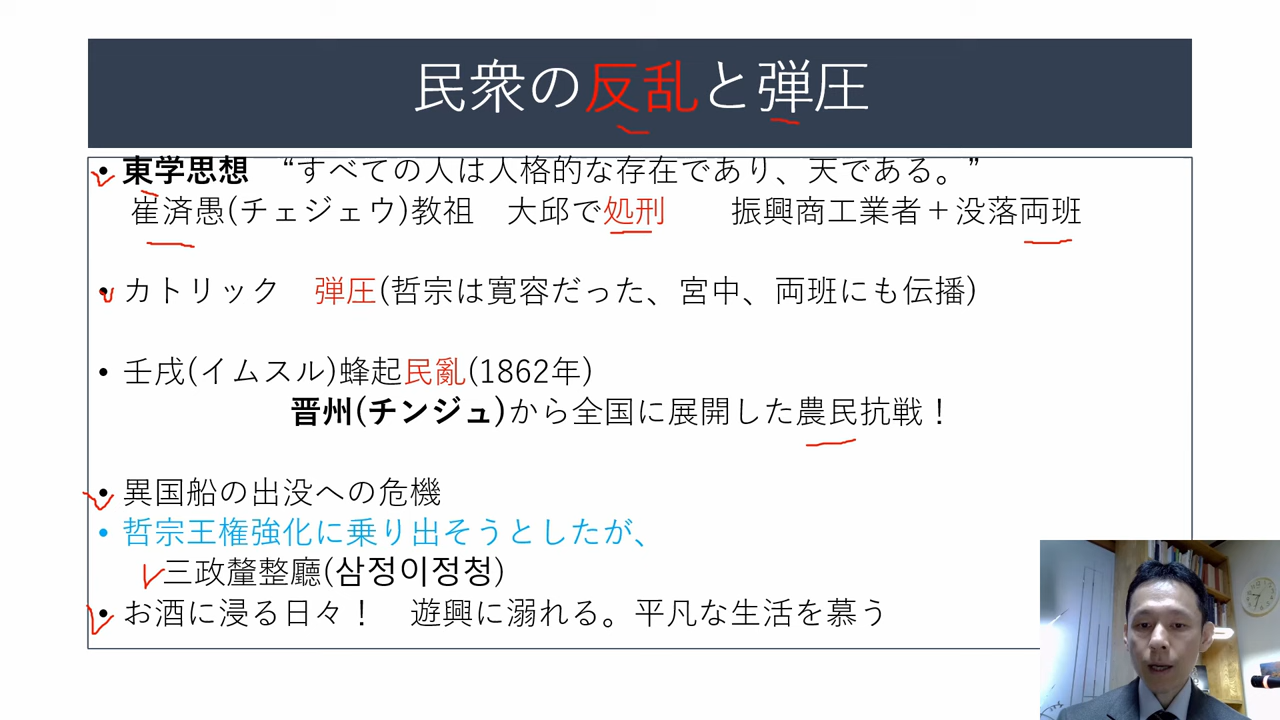 民衆の反乱と弾圧
• 東学思想　“すべての人は人格的な存在であり、天である。”
崔済愚(チェジェウ)教祖　大邱で処刑　　振興商工業者＋没落両班
• カトリック　弾圧(哲宗は寛容だった、宮中、両班にも伝播)
• 壬戌(イムスル)蜂起民亂(1862年)
晋州(チンジュ)から全国に展開した農民抗戦！
• 異国船の出没への危機
• 哲宗王権強化に乗り出そうとしたが、
三政釐整廳(삼정이정청)
• お酒に浸る日々！　遊興に溺れる。平凡な生活を慕う